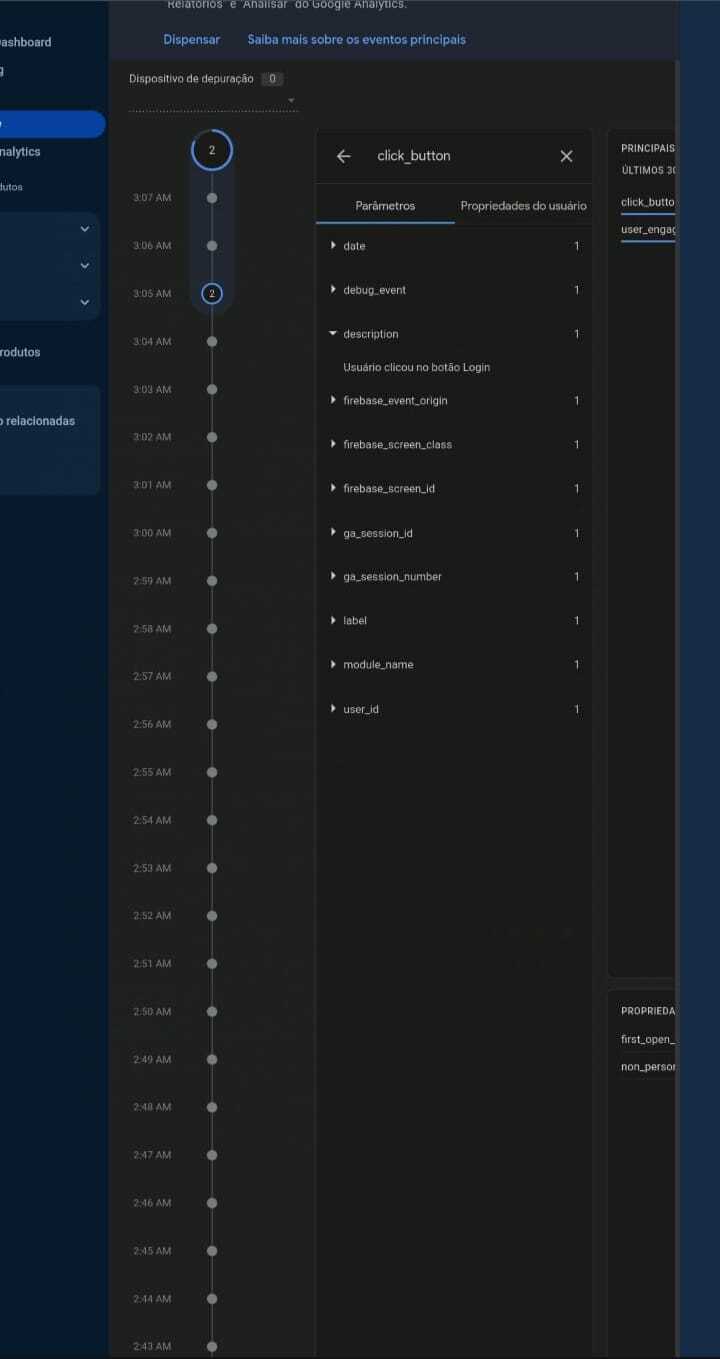 "Relatórios" e "Analisar" do Google Analytics.
Dispensar
Saiba mais sobre os eventos principais
Dashboard
Dispositivo de depuração 0
2
3:07 AM
3:06 AM
3:05 AM 2
3:04 AM
3:03 AM
3:02 AM
3:01 AM
3:00 AM
2:59 AM
2:58 AM
2:57 AM
2:56 AM
2:55 AM
2:54 AM
2:53 AM
2:52 AM
2:51 AM
2:50 AM
2:49 AM
2:48 AM
2:47 AM
2:46 AM
2:45 AM
2:44 AM
2:43 AM
nalytics
dutos
rodutos
o relacionadas
click_button
Parâmetros
Propriedades do usuário
date 1
debug_event 1
description 1
Usuário clicou no botão Login
firebase_event_origin 1
firebase_screen_class 1
firebase_screen_id 1
ga_session_id 1
ga_session_number 1
label 1
module_name 1
user_id 1
PRINCIPAIS
ÚLTIMOS 30
click_butto
user_engag
PROPRIEDA
first_open_
non_person